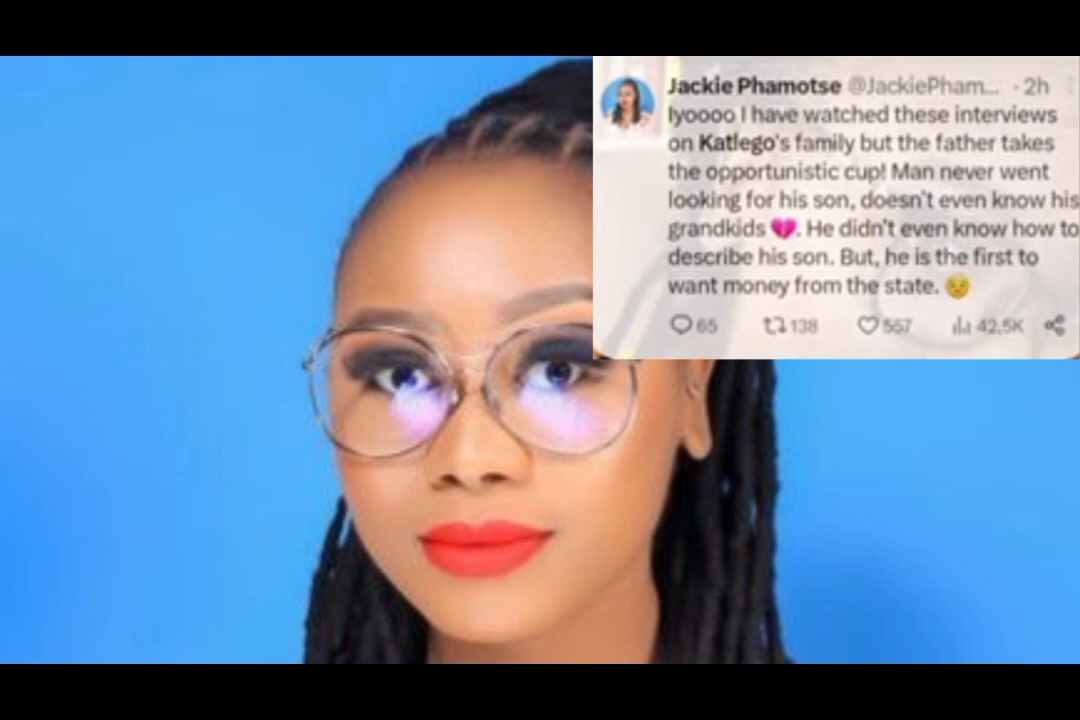 Jackie Phamotse @JackiePham... · 2h
Iyoooo I have watched these interviews
on Katlego's family but the father takes
the opportunistic cup! Man never went
looking for his son, doesn't even know his
grandkids 💔. He didn't even know how to
describe his son. But, he is the first to
want money from the state. 😟
65 138 557 42,5K